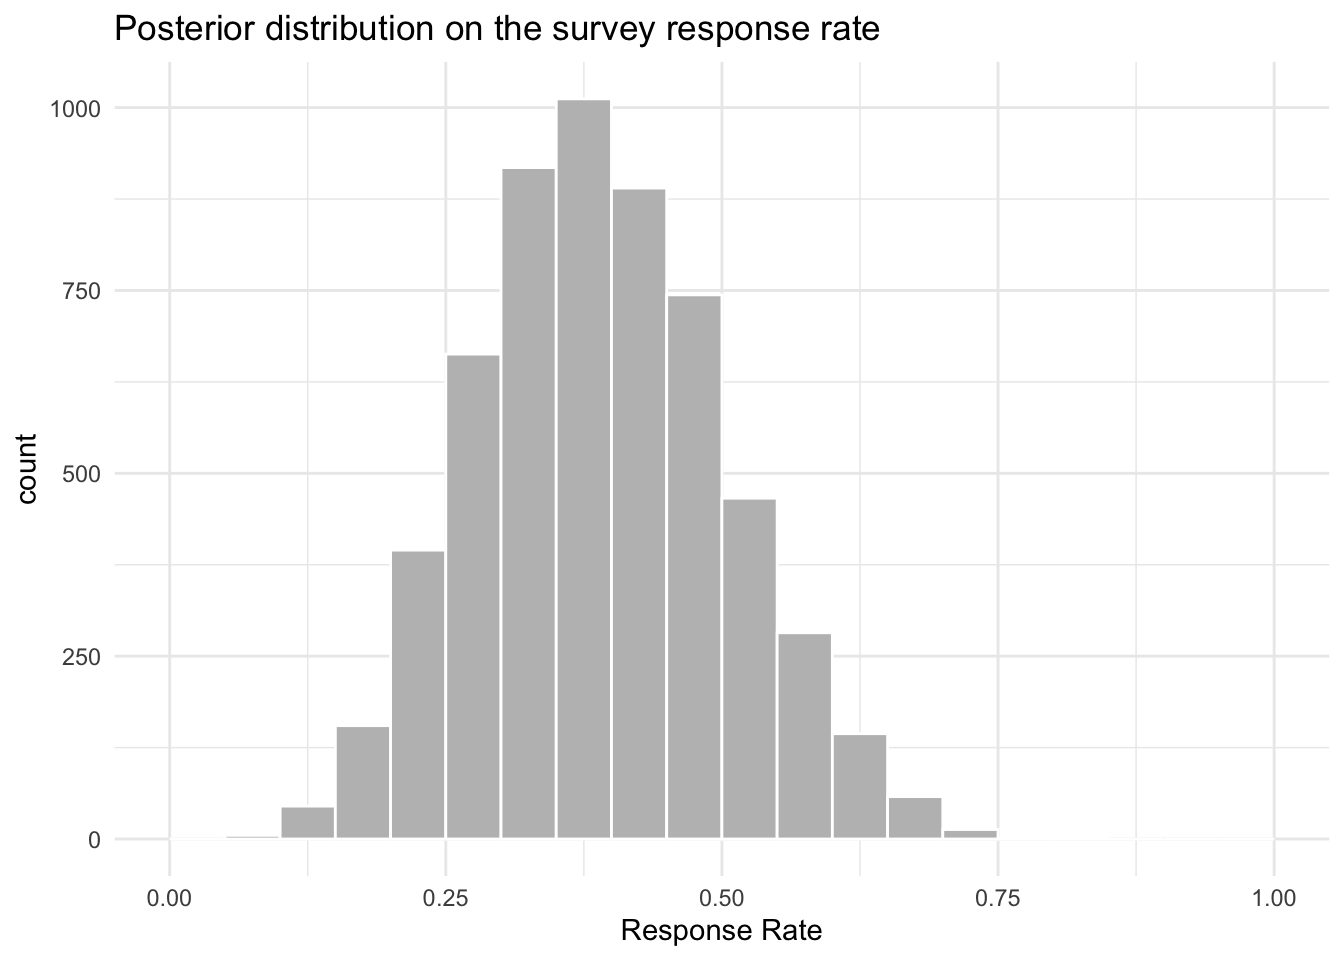 Posterior distribution on the survey response rate
1000
750
500
250
0
count
0.00 0.25 0.50 0.75 1.00
Response Rate